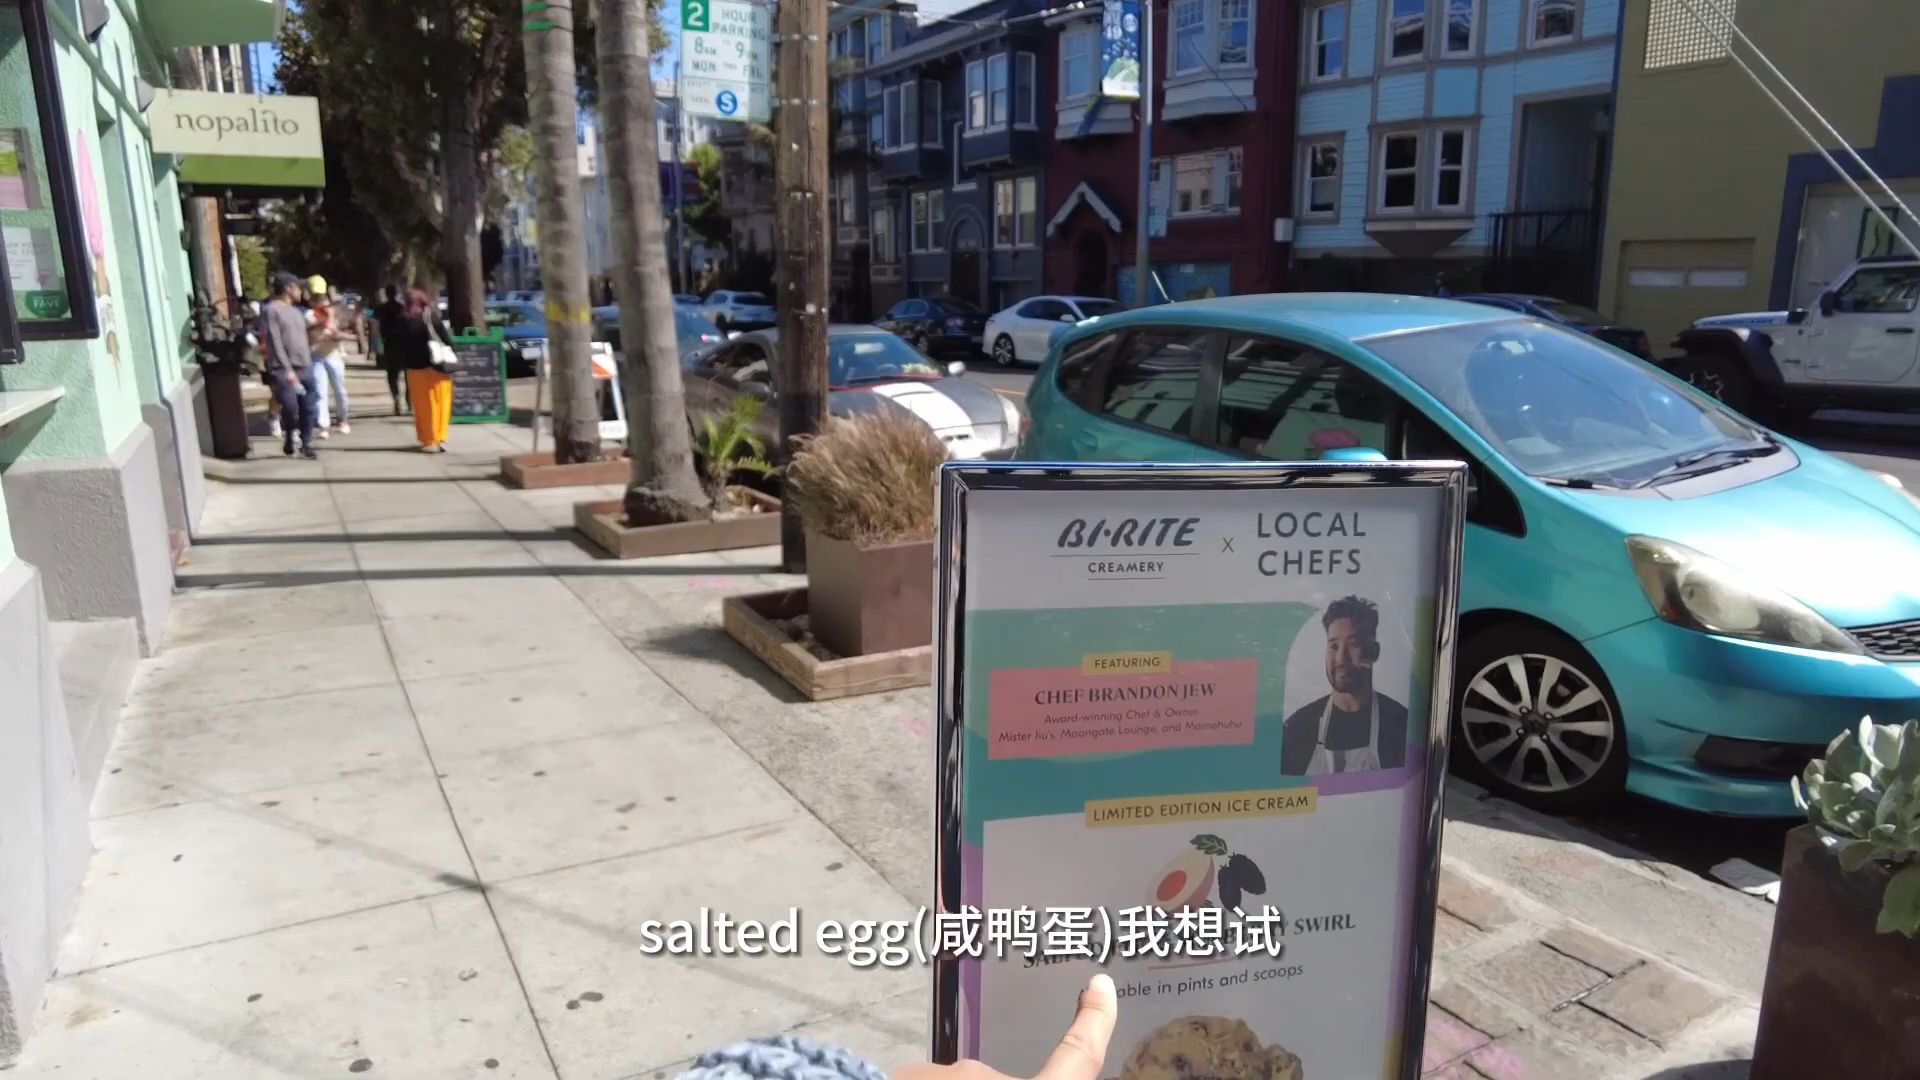 nopalito
2 HOUR
PARKING
8AM TO 9PM
MON THRU FRI
S
BI-RITE
CREAMERY
X
LOCAL
CHEFS
FEATURING
CHEF BRANDON JEW
Award-winning Chef & Owner
Mister Jiu's, Moongate Lounge, and Mamahuhu
LIMITED EDITION ICE CREAM
SWIRL
in pints and scoops
salted egg(咸鸭蛋)我想试